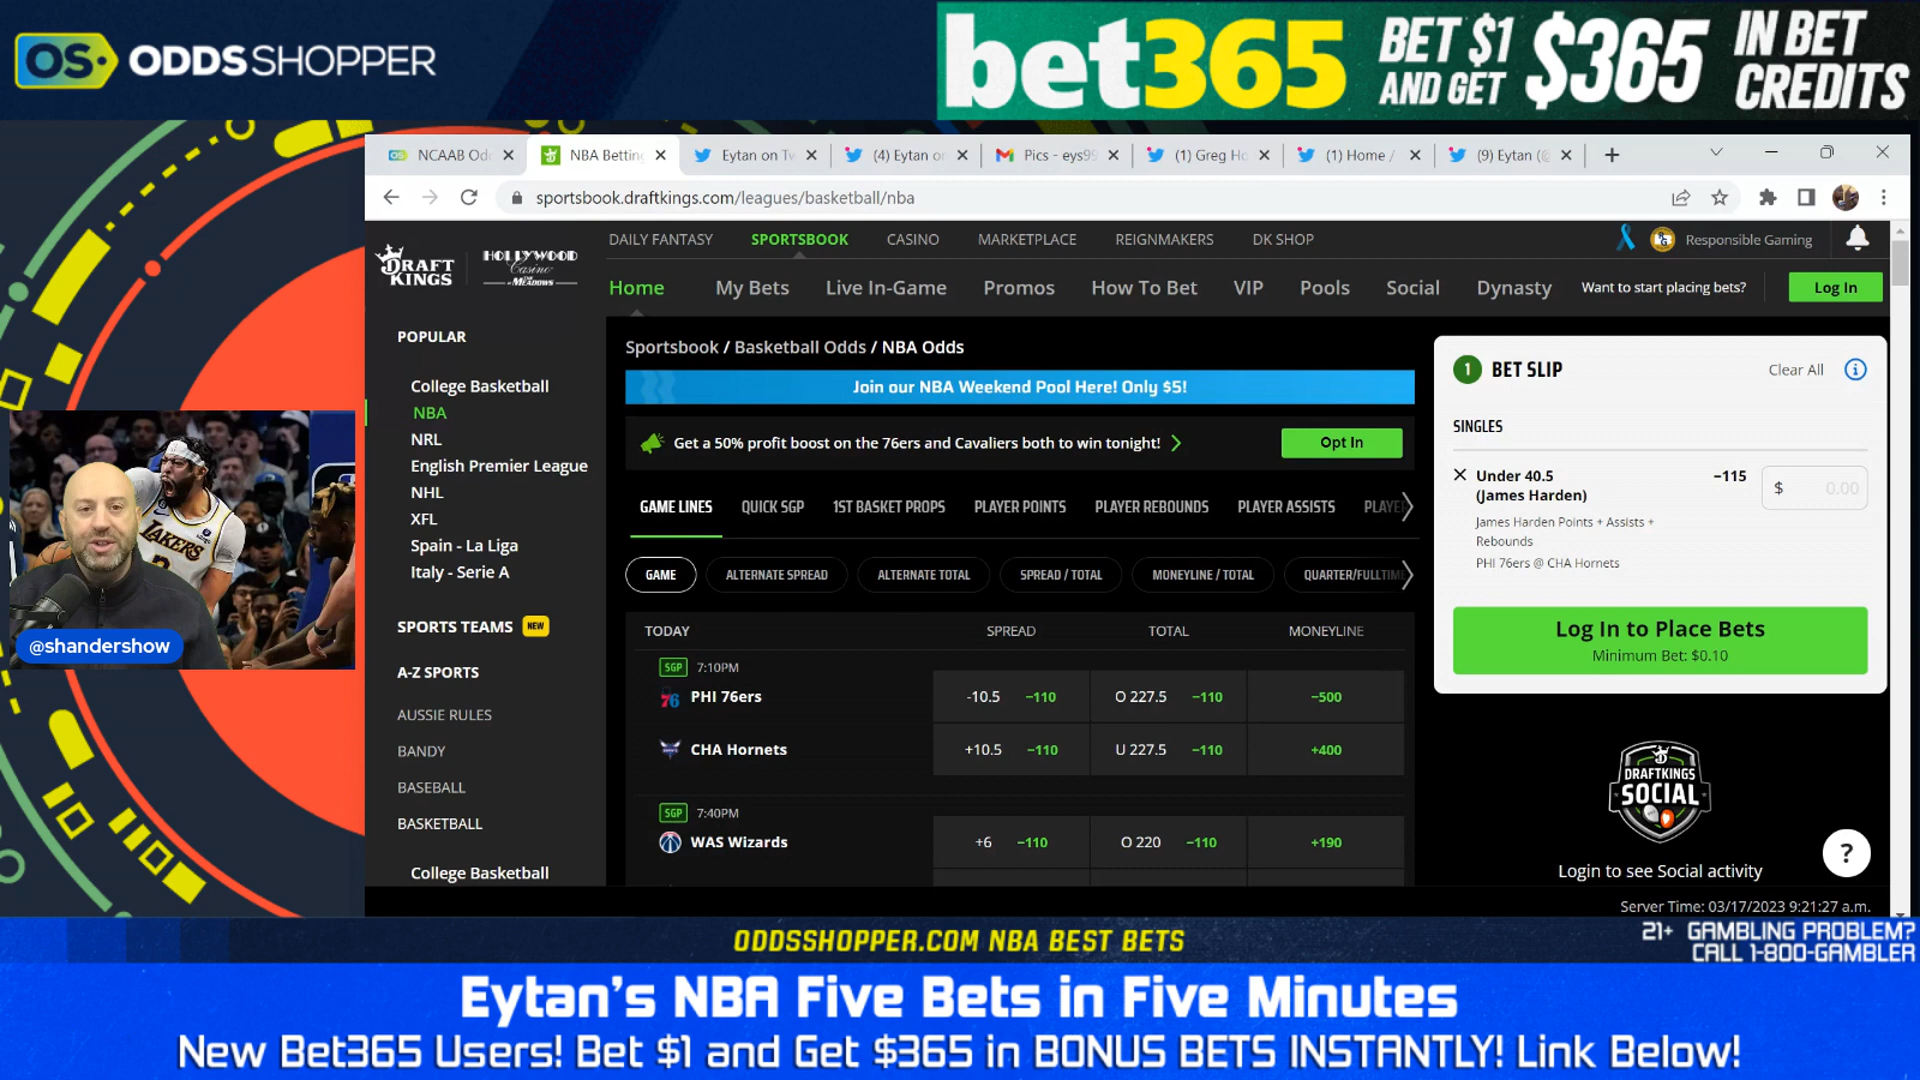 OS ODDSSHOPPER
bet365 BET $1 AND GET $365 IN BET CREDITS
NCAAB Od
NBA Bettin
Eytan on Tw
(4) Eytan or
Pics - eys99
(1) Greg Ho
(1) Home /
(9) Eytan (@
sportsbook.draftkings.com/leagues/basketball/nba
DAILY FANTASY SPORTSBOOK CASINO MARKETPLACE REIGNMAKERS DK SHOP
Responsible Gaming
DRAFT KINGS
HOLLYWOOD Casino AT THE MEADOWS
Home My Bets Live In-Game Promos How To Bet VIP Pools Social Dynasty
Want to start placing bets?
Log In
POPULAR
College Basketball
NBA
NRL
English Premier League
NHL
XFL
Spain - La Liga
Italy - Serie A
SPORTS TEAMS NEW
A-Z SPORTS
AUSSIE RULES
BANDY
BASEBALL
BASKETBALL
College Basketball
Sportsbook / Basketball Odds / NBA Odds
Join our NBA Weekend Pool Here! Only $5!
Get a 50% profit boost on the 76ers and Cavaliers both to win tonight!
Opt In
GAME LINES QUICK SGP 1ST BASKET PROPS PLAYER POINTS PLAYER REBOUNDS PLAYER ASSISTS PLAYE
GAME ALTERNATE SPREAD ALTERNATE TOTAL SPREAD / TOTAL MONEYLINE / TOTAL QUARTER/FULLTIM
TODAY SPREAD TOTAL MONEYLINE
SGP 7:10PM
76 PHI 76ers -10.5 −110 O 227.5 −110 −500
CHA Hornets +10.5 −110 U 227.5 −110 +400
SGP 7:40PM
WAS Wizards +6 −110 O 220 −110 +190
1 BET SLIP Clear All
SINGLES
Under 40.5 −115
(James Harden)
$ 0.00
James Harden Points + Assists +
Rebounds
PHI 76ers @ CHA Hornets
Log In to Place Bets
Minimum Bet: $0.10
DRAFTKINGS
SOCIAL
?
Login to see Social activity
Server Time: 03/17/2023 9:21:27 a.m.
LAKERS
@shandershow
ODDSSHOPPER.COM NBA BEST BETS
21+ GAMBLING PROBLEM?
CALL 1-800-GAMBLER
Eytan's NBA Five Bets in Five Minutes
New Bet365 Users! Bet $1 and Get $365 in BONUS BETS INSTANTLY! Link Below!